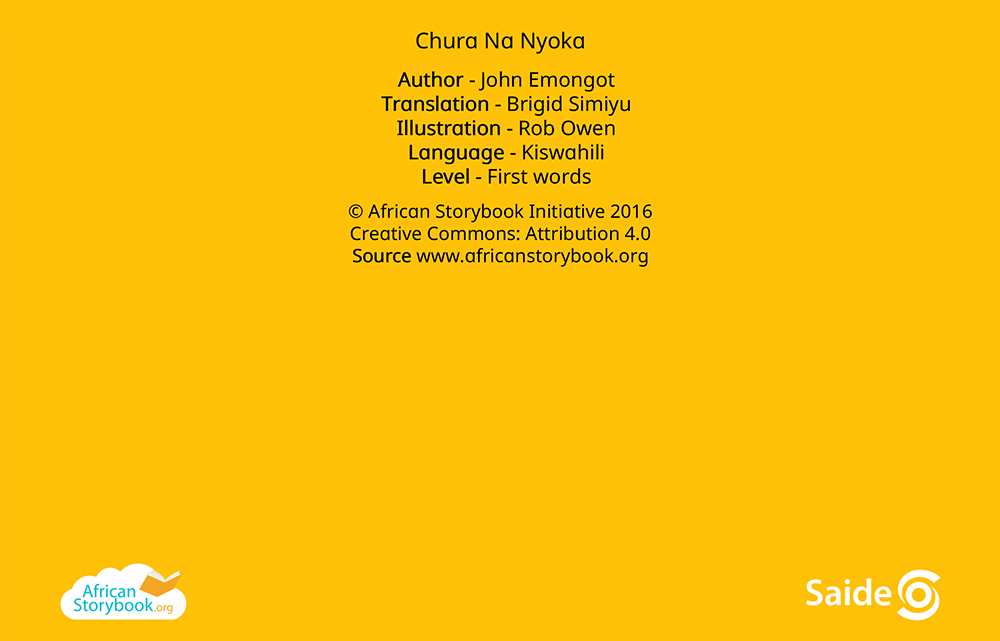 Chura Na Nyoka
Author - John Emongot
Translation - Brigid Simiyu
Illustration - Rob Owen
Language - Kiswahili
Level - First words
© African Storybook Initiative 2016
Creative Commons: Attribution 4.0
Source www.africanstorybook.org
African
Storybook.org
Saide